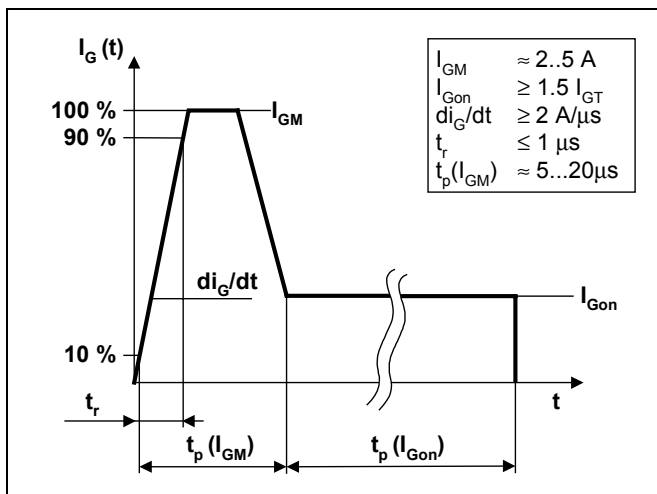 I_G (t)
100 %
I_GM
90 %
di_G/dt
I_Gon
10 %
t
t_r
t_p (I_GM)
t_p (I_Gon)
I_GM ≈ 2..5 A
I_Gon ≥ 1.5 I_GT
di_G/dt ≥ 2 A/μs
t_r ≤ 1 μs
t_p(I_GM) ≈ 5...20μs